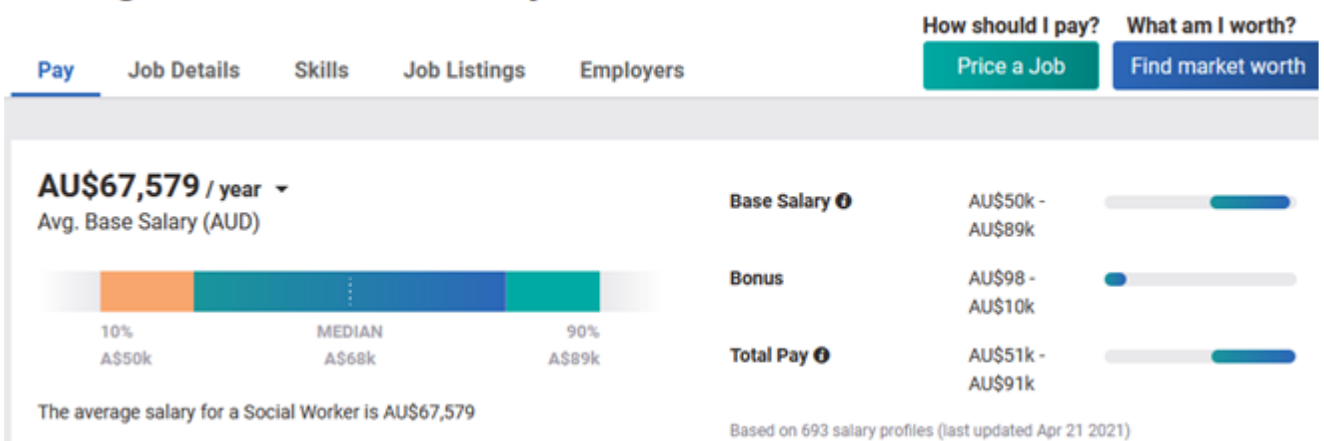 How should I pay? What am I worth?
Pay Job Details Skills Job Listings Employers Price a Job Find market worth
AU$67,579 / year
Avg. Base Salary (AUD)
10% MEDIAN 90%
A$50k A$68k A$89k
The average salary for a Social Worker is AU$67,579
Base Salary AU$50k -
AU$89k
Bonus AU$98 -
AU$10k
Total Pay AU$51k -
AU$91k
Based on 693 salary profiles (last updated Apr 21 2021)